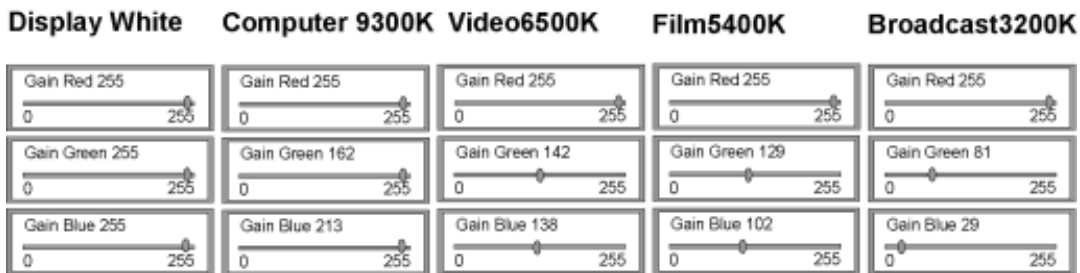 Display White Computer 9300K Video6500K Film5400K Broadcast3200K
Gain Red 255 Gain Red 255 Gain Red 255 Gain Red 255 Gain Red 255
0 255 0 255 0 255 0 255 0 255
Gain Green 255 Gain Green 162 Gain Green 142 Gain Green 129 Gain Green 81
0 255 0 255 0 255 0 255 0 255
Gain Blue 255 Gain Blue 213 Gain Blue 138 Gain Blue 102 Gain Blue 29
0 255 0 255 0 255 0 255 0 255